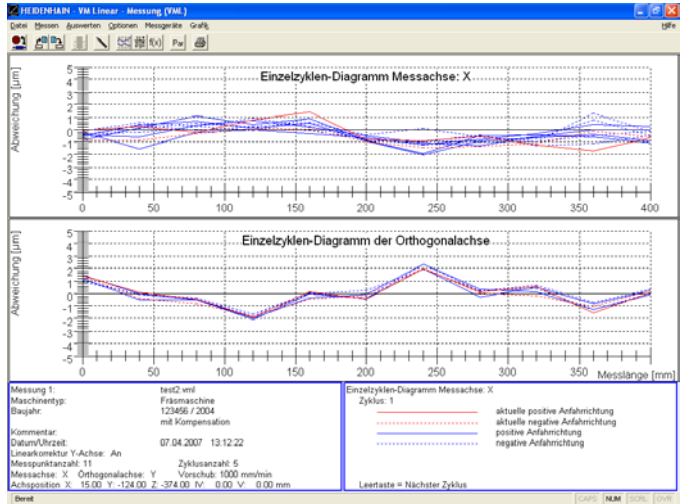 HEIDENHAIN - VM Linear - Messung (VML)
Datei Messen Auswerten Optionen Messgeräte Grafik Hilfe
f(x) Par
Einzelzyklen-Diagramm Messachse: X
Abweichung [µm]
5
4
3
2
1
0
-1
-2
-3
-4
-5
0 50 100 150 200 250 300 350 400
Einzelzyklen-Diagramm der Orthogonalachse
Abweichung [µm]
5
4
3
2
1
0
-1
-2
-3
-4
-5
0 50 100 150 200 250 300 350 Messlänge [mm]
Messung 1: test2.vml
Maschinentyp: Fräsmaschine
Baujahr: 123456 / 2004
mit Kompensation
Kommentar:
Datum/Uhrzeit: 07.04.2007 13:12:22
Linearkorrektur Y-Achse: An
Messpunktanzahl: 11 Zyklusanzahl: 5
Messachse: X Orthogonalachse: Y Vorschub: 1000 mm/min
Achsposition X: 15.00 Y: -124.00 Z: -374.00 IV: 0.00 V: 0.00 mm
Einzelzyklen-Diagramm Messachse: X
Zyklus: 1
aktuelle positive Anfahrrichtung
aktuelle negative Anfahrrichtung
positive Anfahrrichtung
negative Anfahrrichtung
Leertaste = Nächster Zyklus
Bereit CAPS NUM SCRL OVR